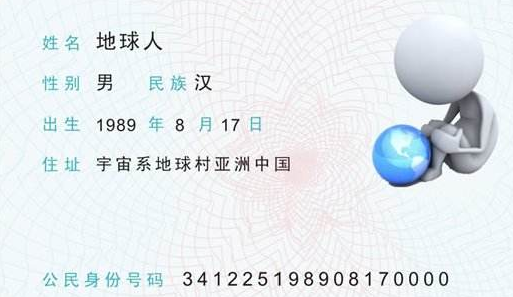 姓名 地球人
性别 男 民族 汉
出生 1989 年 8 月 17 日
住址 宇宙系地球村亚洲中国
公民身份号码 341225198908170000